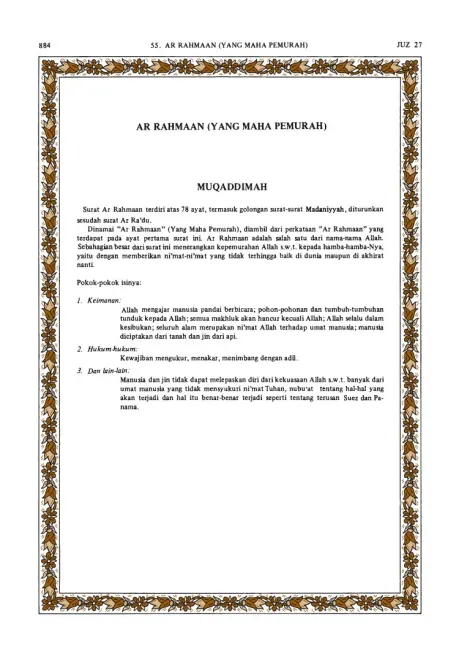 884 55. AR RAHMAAN (YANG MAHA PEMURAH) JUZ 27
AR RAHMAAN (YANG MAHA PEMURAH)
MUQADDIMAH
Surat Ar Rahmaan terdiri atas 78 ayat, termasuk golongan surat-surat Madaniyyah, diturunkan
sesudah surat Ar Ra'du.
Dinamai "Ar Rahmaan" (Yang Maha Pemurah), diambil dari perkataan "Ar Rahmaan" yang
terdapat pada ayat pertama surat ini. Ar Rahmaan adalah salah satu dari nama-nama Allah.
Sebahagian besar dari surat ini menerangkan kepemurahan Allah s.w.t. kepada hamba-hamba-Nya,
yaitu dengan memberikan ni'mat-ni'mat yang tidak terhingga baik di dunia maupun di akhirat
nanti.
Pokok-pokok isinya:
1. Keimanan:
Allah mengajar manusia pandai berbicara; pohon-pohonan dan tumbuh-tumbuhan
tunduk kepada Allah; semua makhluk akan hancur kecuali Allah; Allah selalu dalam
kesibukan; seluruh alam merupakan ni'mat Allah terhadap umat manusia; manusia
diciptakan dari tanah dan jin dari api.
2. Hukum-hukum:
Kewajiban mengukur, menakar, menimbang dengan adil.
3. Dan lain-lain:
Manusia dan jin tidak dapat melepaskan diri dari kekuasaan Allah s.w.t. banyak dari
umat manusia yang tidak mensyukuri ni'mat Tuhan, nubu'at tentang hal-hal yang
akan terjadi dan hal itu benar-benar terjadi seperti tentang terusan Suez dan Pa-
nama.